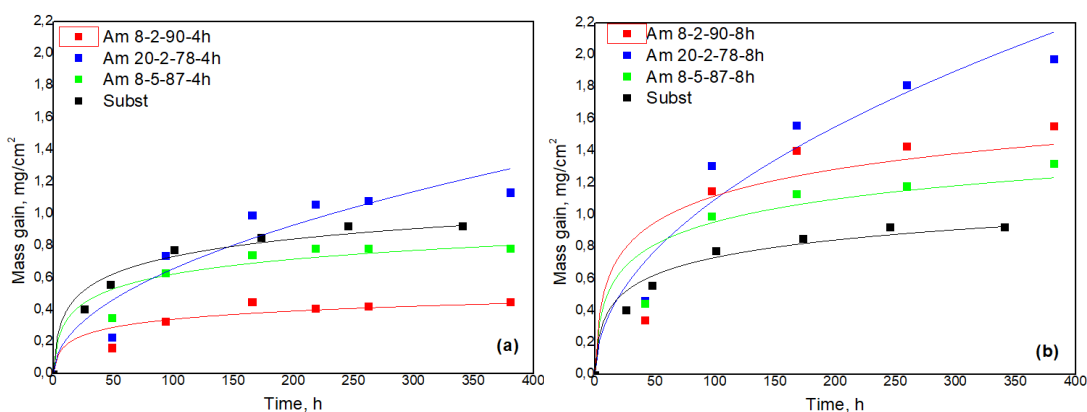 2,2
2,0
1,8
1,6
1,4
1,2
1,0
0,8
0,6
0,4
0,2
0,0
Mass gain, mg/cm²
Am 8-2-90-4h
Am 20-2-78-4h
Am 8-5-87-4h
Subst
(a)
0 50 100 150 200 250 300 350 400
Time, h
2,2
2,0
1,8
1,6
1,4
1,2
1,0
0,8
0,6
0,4
0,2
0,0
Mass gain, mg/cm²
Am 8-2-90-8h
Am 20-2-78-8h
Am 8-5-87-8h
Subst
(b)
0 50 100 150 200 250 300 350 400
Time, h